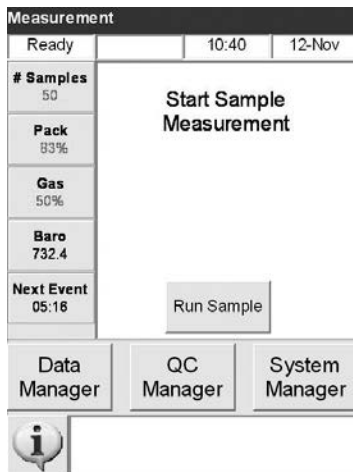 Measurement
Ready 10:40 12-Nov
# Samples
50
Pack
83%
Gas
50%
Baro
732.4
Next Event
05:16
Start Sample
Measurement
Run Sample
Data
Manager
QC
Manager
System
Manager
i